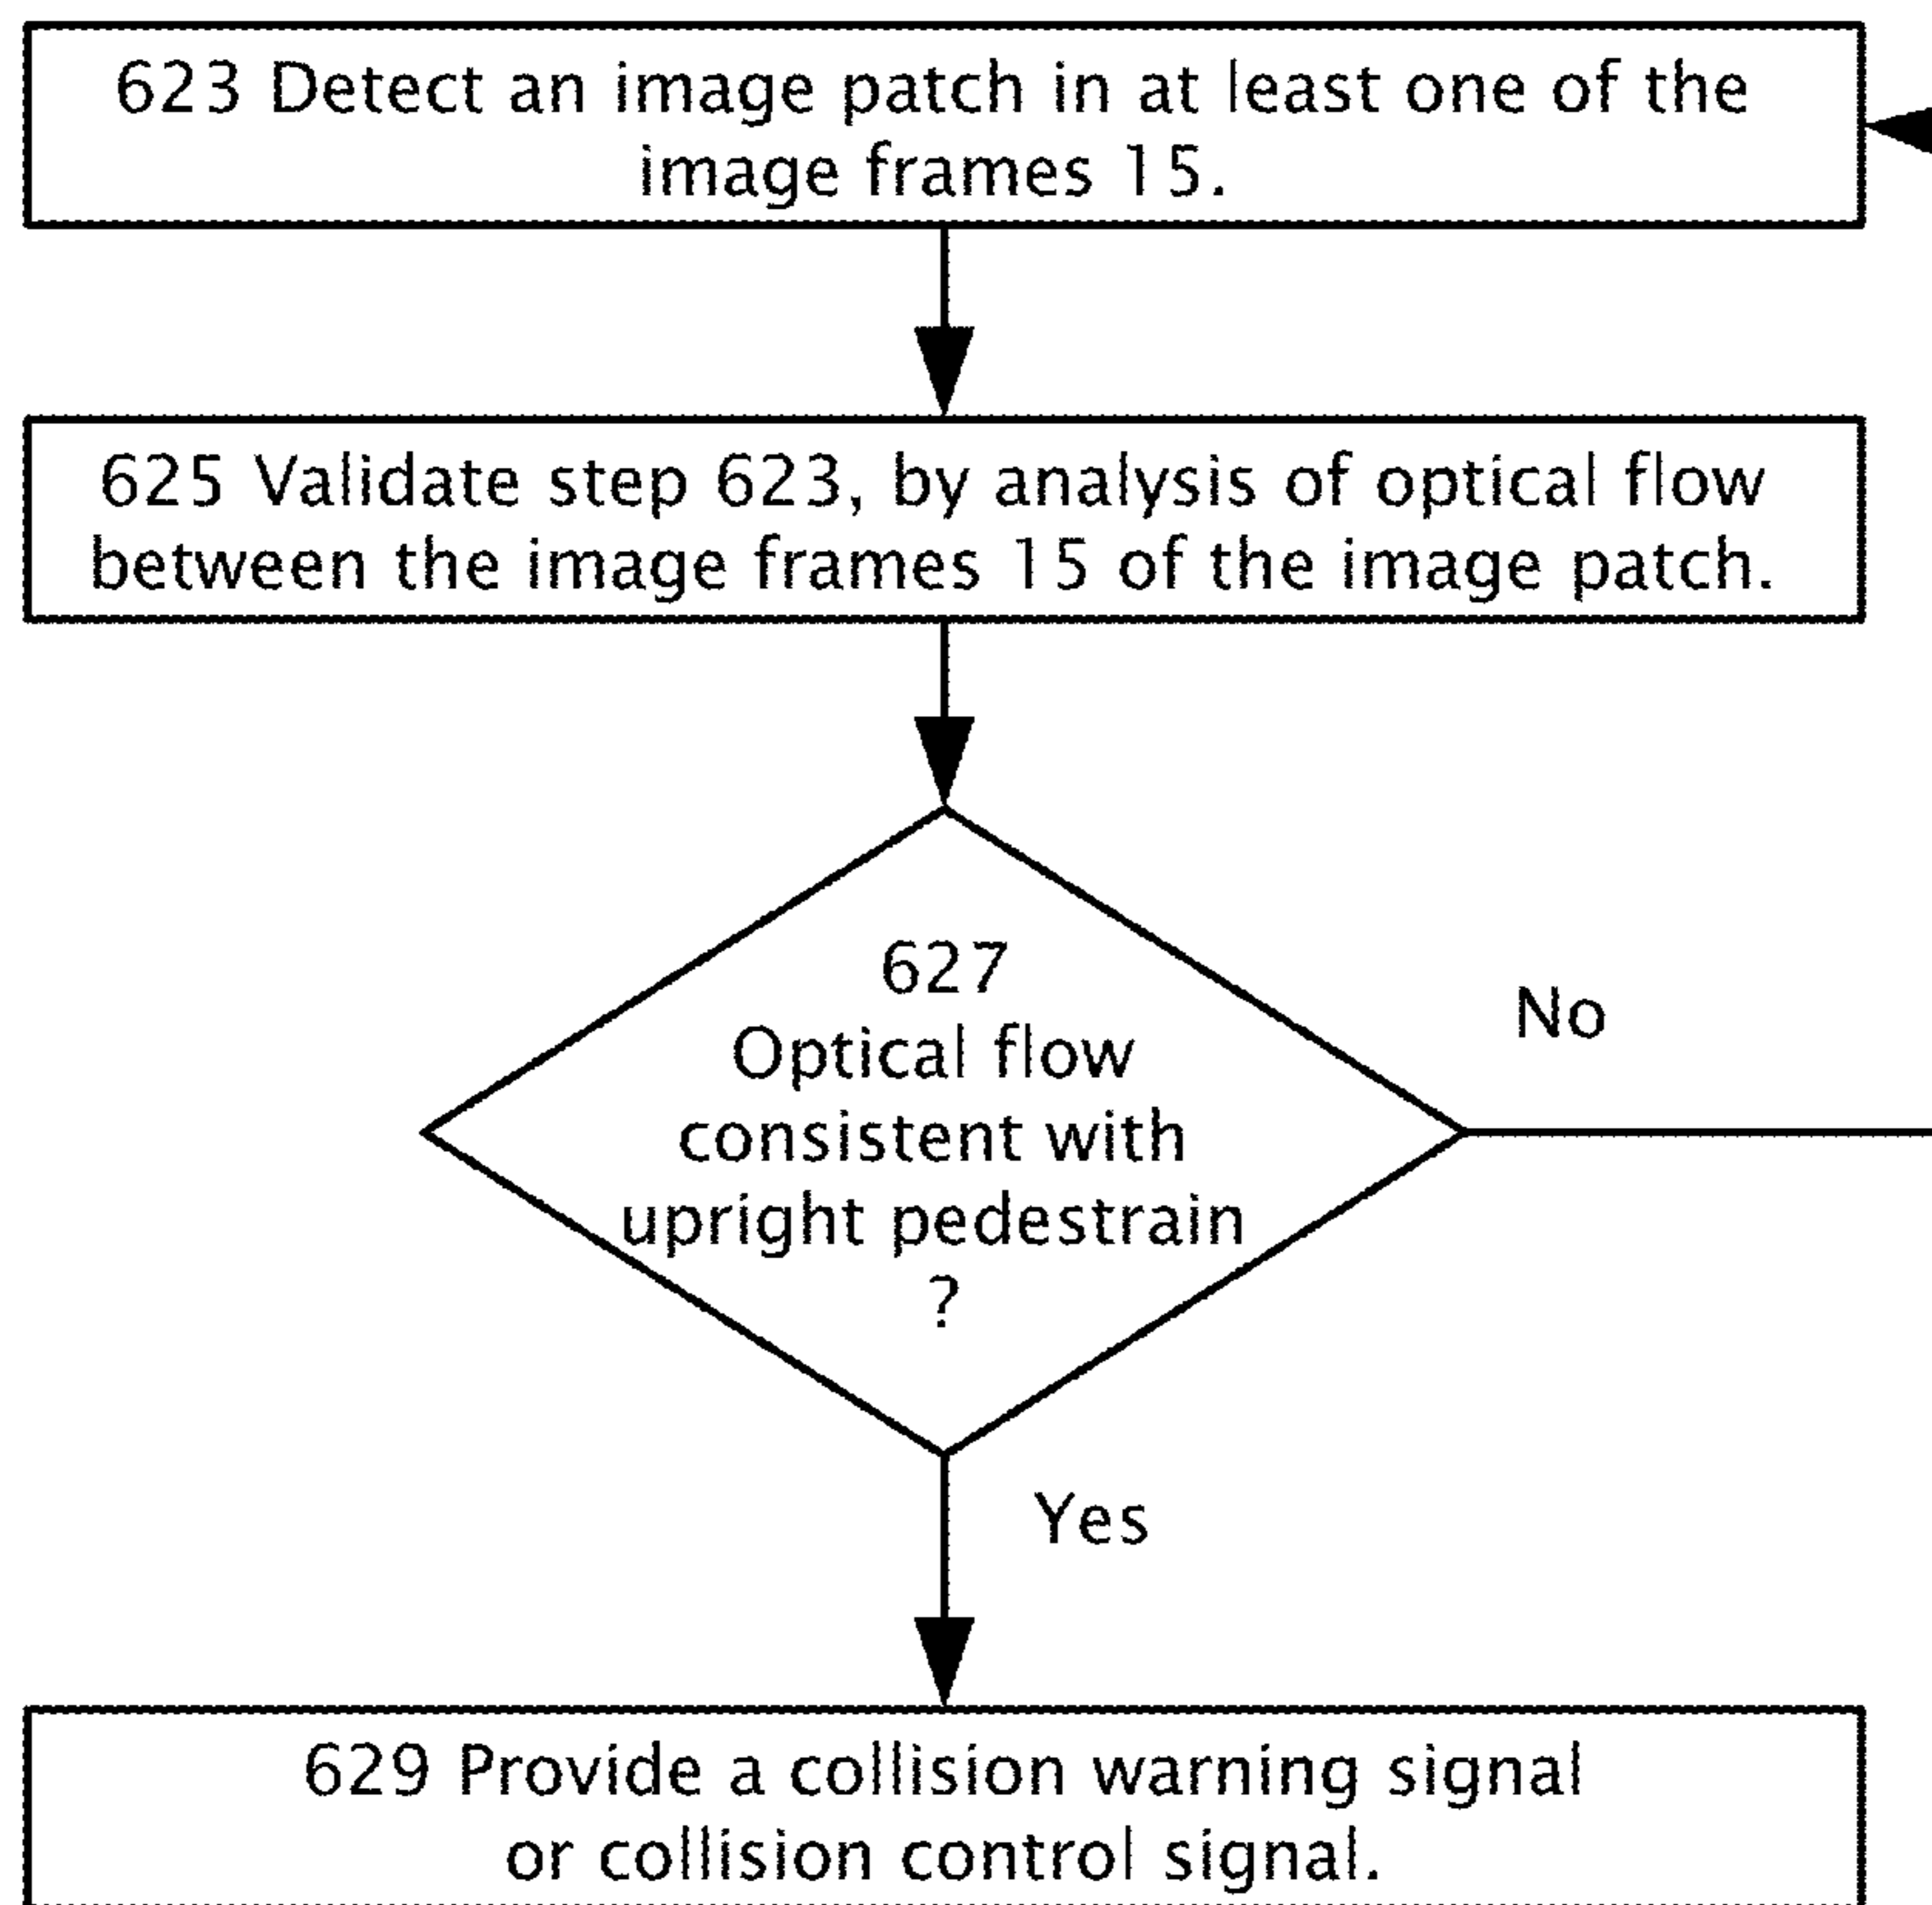 623 Detect an image patch in at least one of the
image frames 15.
625 Validate step 623, by analysis of optical flow
between the image frames 15 of the image patch.
627
Optical flow
consistent with
upright pedestrain
?
No
Yes
629 Provide a collision warning signal
or collision control signal.